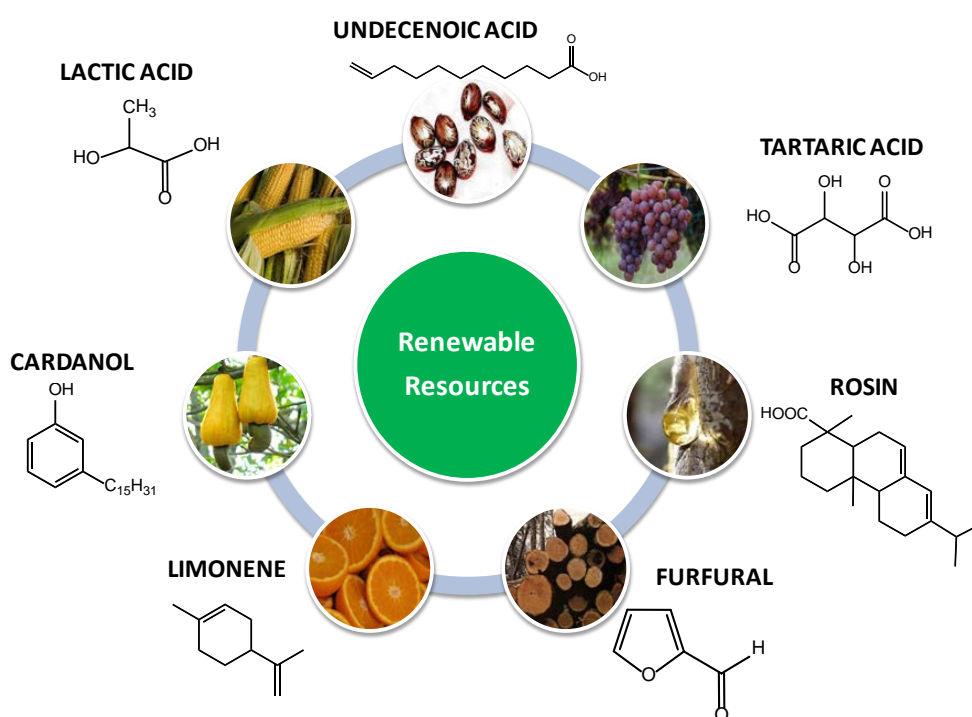 UNDECENOIC ACID
O
OH
LACTIC ACID
CH₃
HO
OH
O
TARTARIC ACID
OH
O
HO
OH
O
OH
Renewable
Resources
CARDANOL
OH
C₁₅H₃₁
ROSIN
HOOC
LIMONENE
FURFURAL
H
O
O